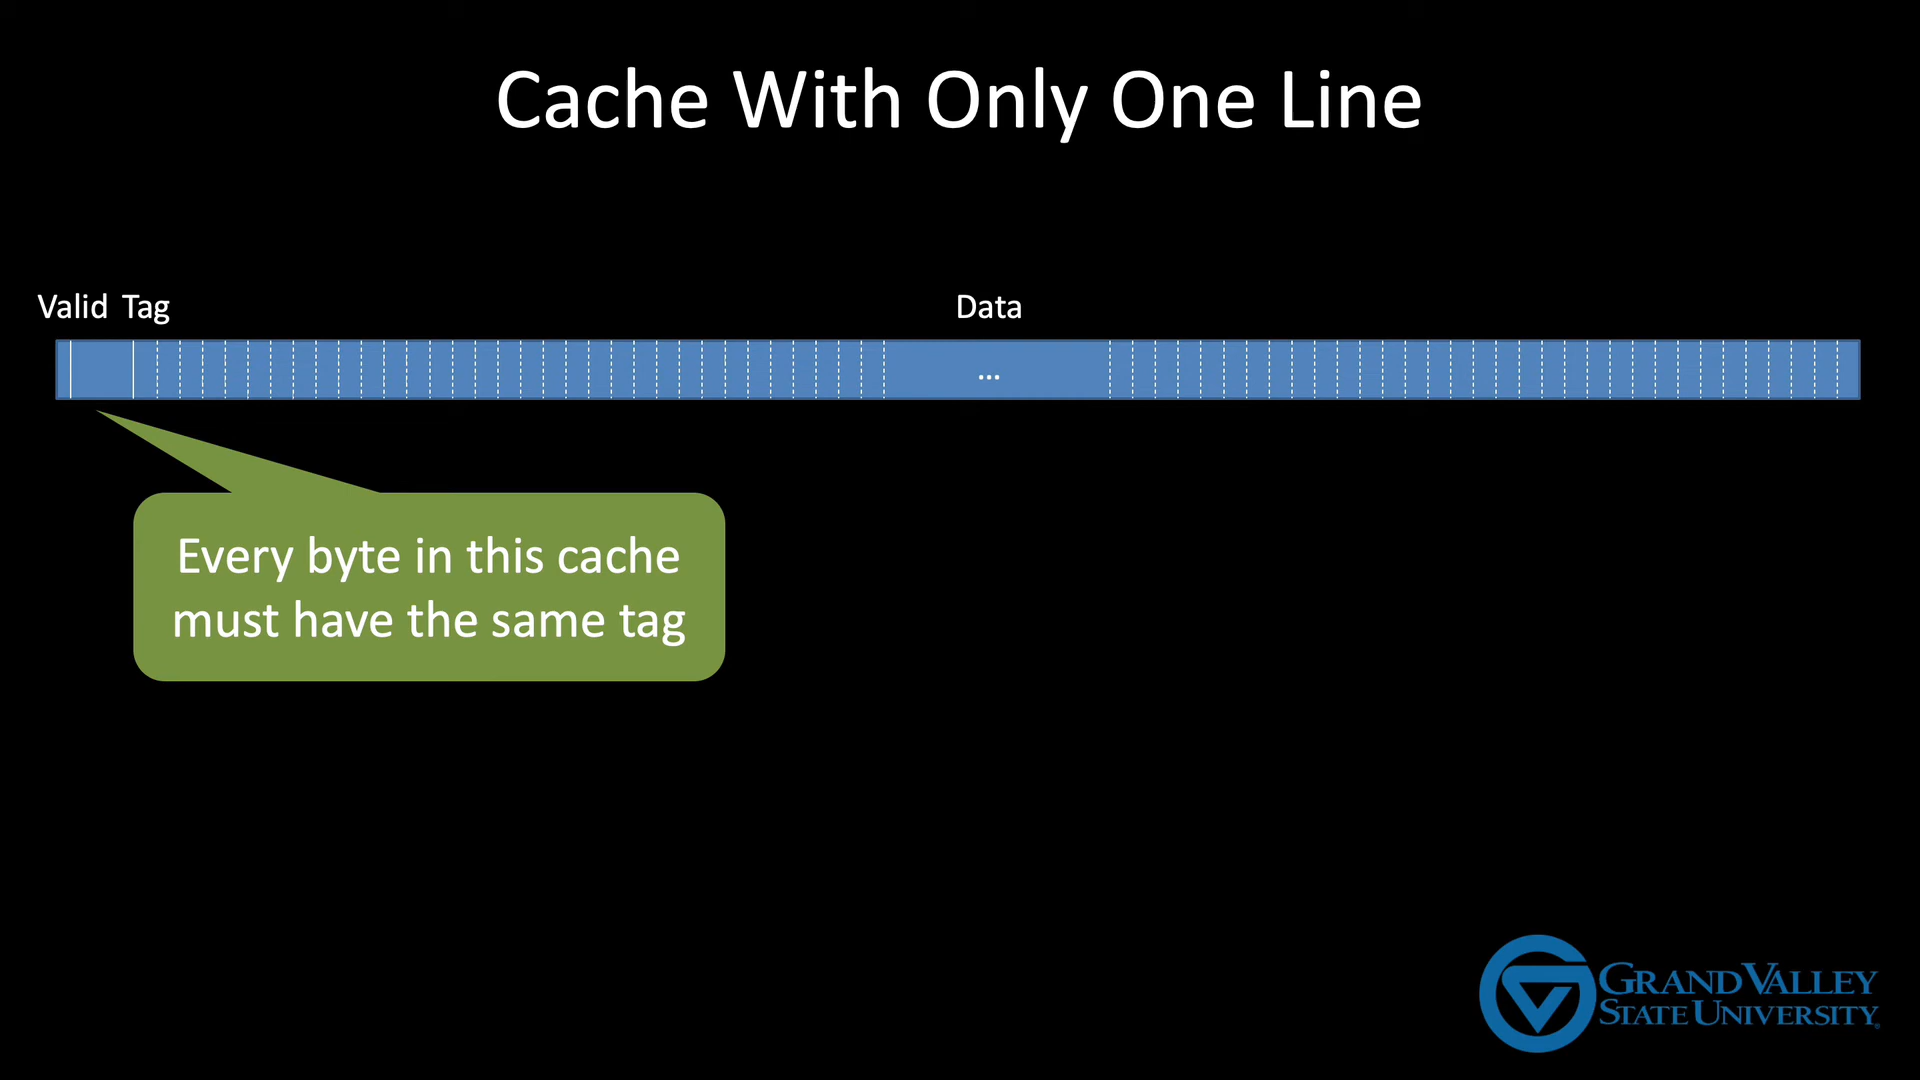 Cache With Only One Line
Valid Tag Data
...
Every byte in this cache
must have the same tag
GRAND VALLEY
STATE UNIVERSITY.